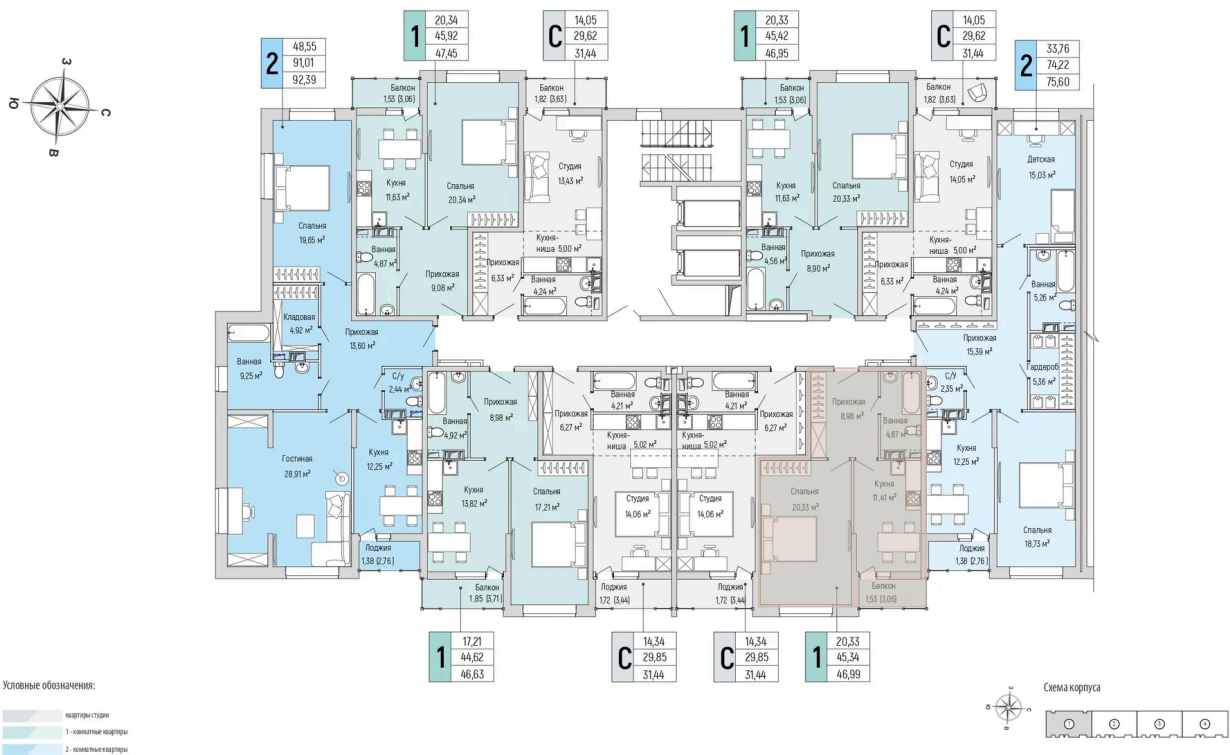 2
48,55
91,01
92,39
1
20,34
45,92
47,45
С
14,05
29,62
31,44
1
20,33
45,42
46,95
С
14,05
29,62
31,44
2
33,76
74,22
75,60
З
Ю
С
В
Балкон
1,53 (3,06)
Балкон
1,82 (3,63)
Балкон
1,53 (3,06)
Балкон
1,82 (3,63)
Спальня
19,65 м²
Кухня
11,63 м²
Спальня
20,34 м²
Студия
13,43 м²
Кухня
11,63 м²
Спальня
20,33 м²
Студия
14,05 м²
Детская
15,03 м²
Ванная
4,87 м²
Прихожая
9,08 м²
Прихожая
6,33 м²
Кухня-
ниша 5,00 м²
Ванная
4,24 м²
Ванная
4,56 м²
Прихожая
8,90 м²
Прихожая
6,33 м²
Кухня-
ниша 5,00 м²
Ванная
4,24 м²
Ванная
5,26 м²
Кладовая
4,92 м²
Прихожая
13,60 м²
Ванная
9,25 м²
С/у
2,44 м²
Прихожая
15,39 м²
Гардероб
5,36 м²
С/у
2,35 м²
Ванная
4,92 м²
Прихожая
8,98 м²
Прихожая
6,27 м²
Ванная
4,21 м²
Ванная
4,21 м²
Прихожая
6,27 м²
Прихожая
8,98 м²
Ванная
4,87 м²
Кухня-
ниша 5,02 м²
Кухня-
ниша 5,02 м²
Гостиная
28,91 м²
Кухня
12,25 м²
Кухня
13,82 м²
Спальня
17,21 м²
Студия
14,06 м²
Студия
14,06 м²
Спальня
20,33 м²
Кухня
11,41 м²
Кухня
12,25 м²
Спальня
18,73 м²
Лоджия
1,38 (2,76)
Балкон
1,85 (3,71)
Лоджия
1,72 (3,44)
Лоджия
1,72 (3,44)
Балкон
1,53 (3,06)
Лоджия
1,38 (2,76)
1
17,21
44,62
46,63
С
14,34
29,85
31,44
С
14,34
29,85
31,44
1
20,33
45,34
46,99
Условные обозначения:
квартиры студии
1 - комнатные квартиры
2 - комнатные квартиры
З
Ю
С
В
Схема корпуса
1
2
3
4